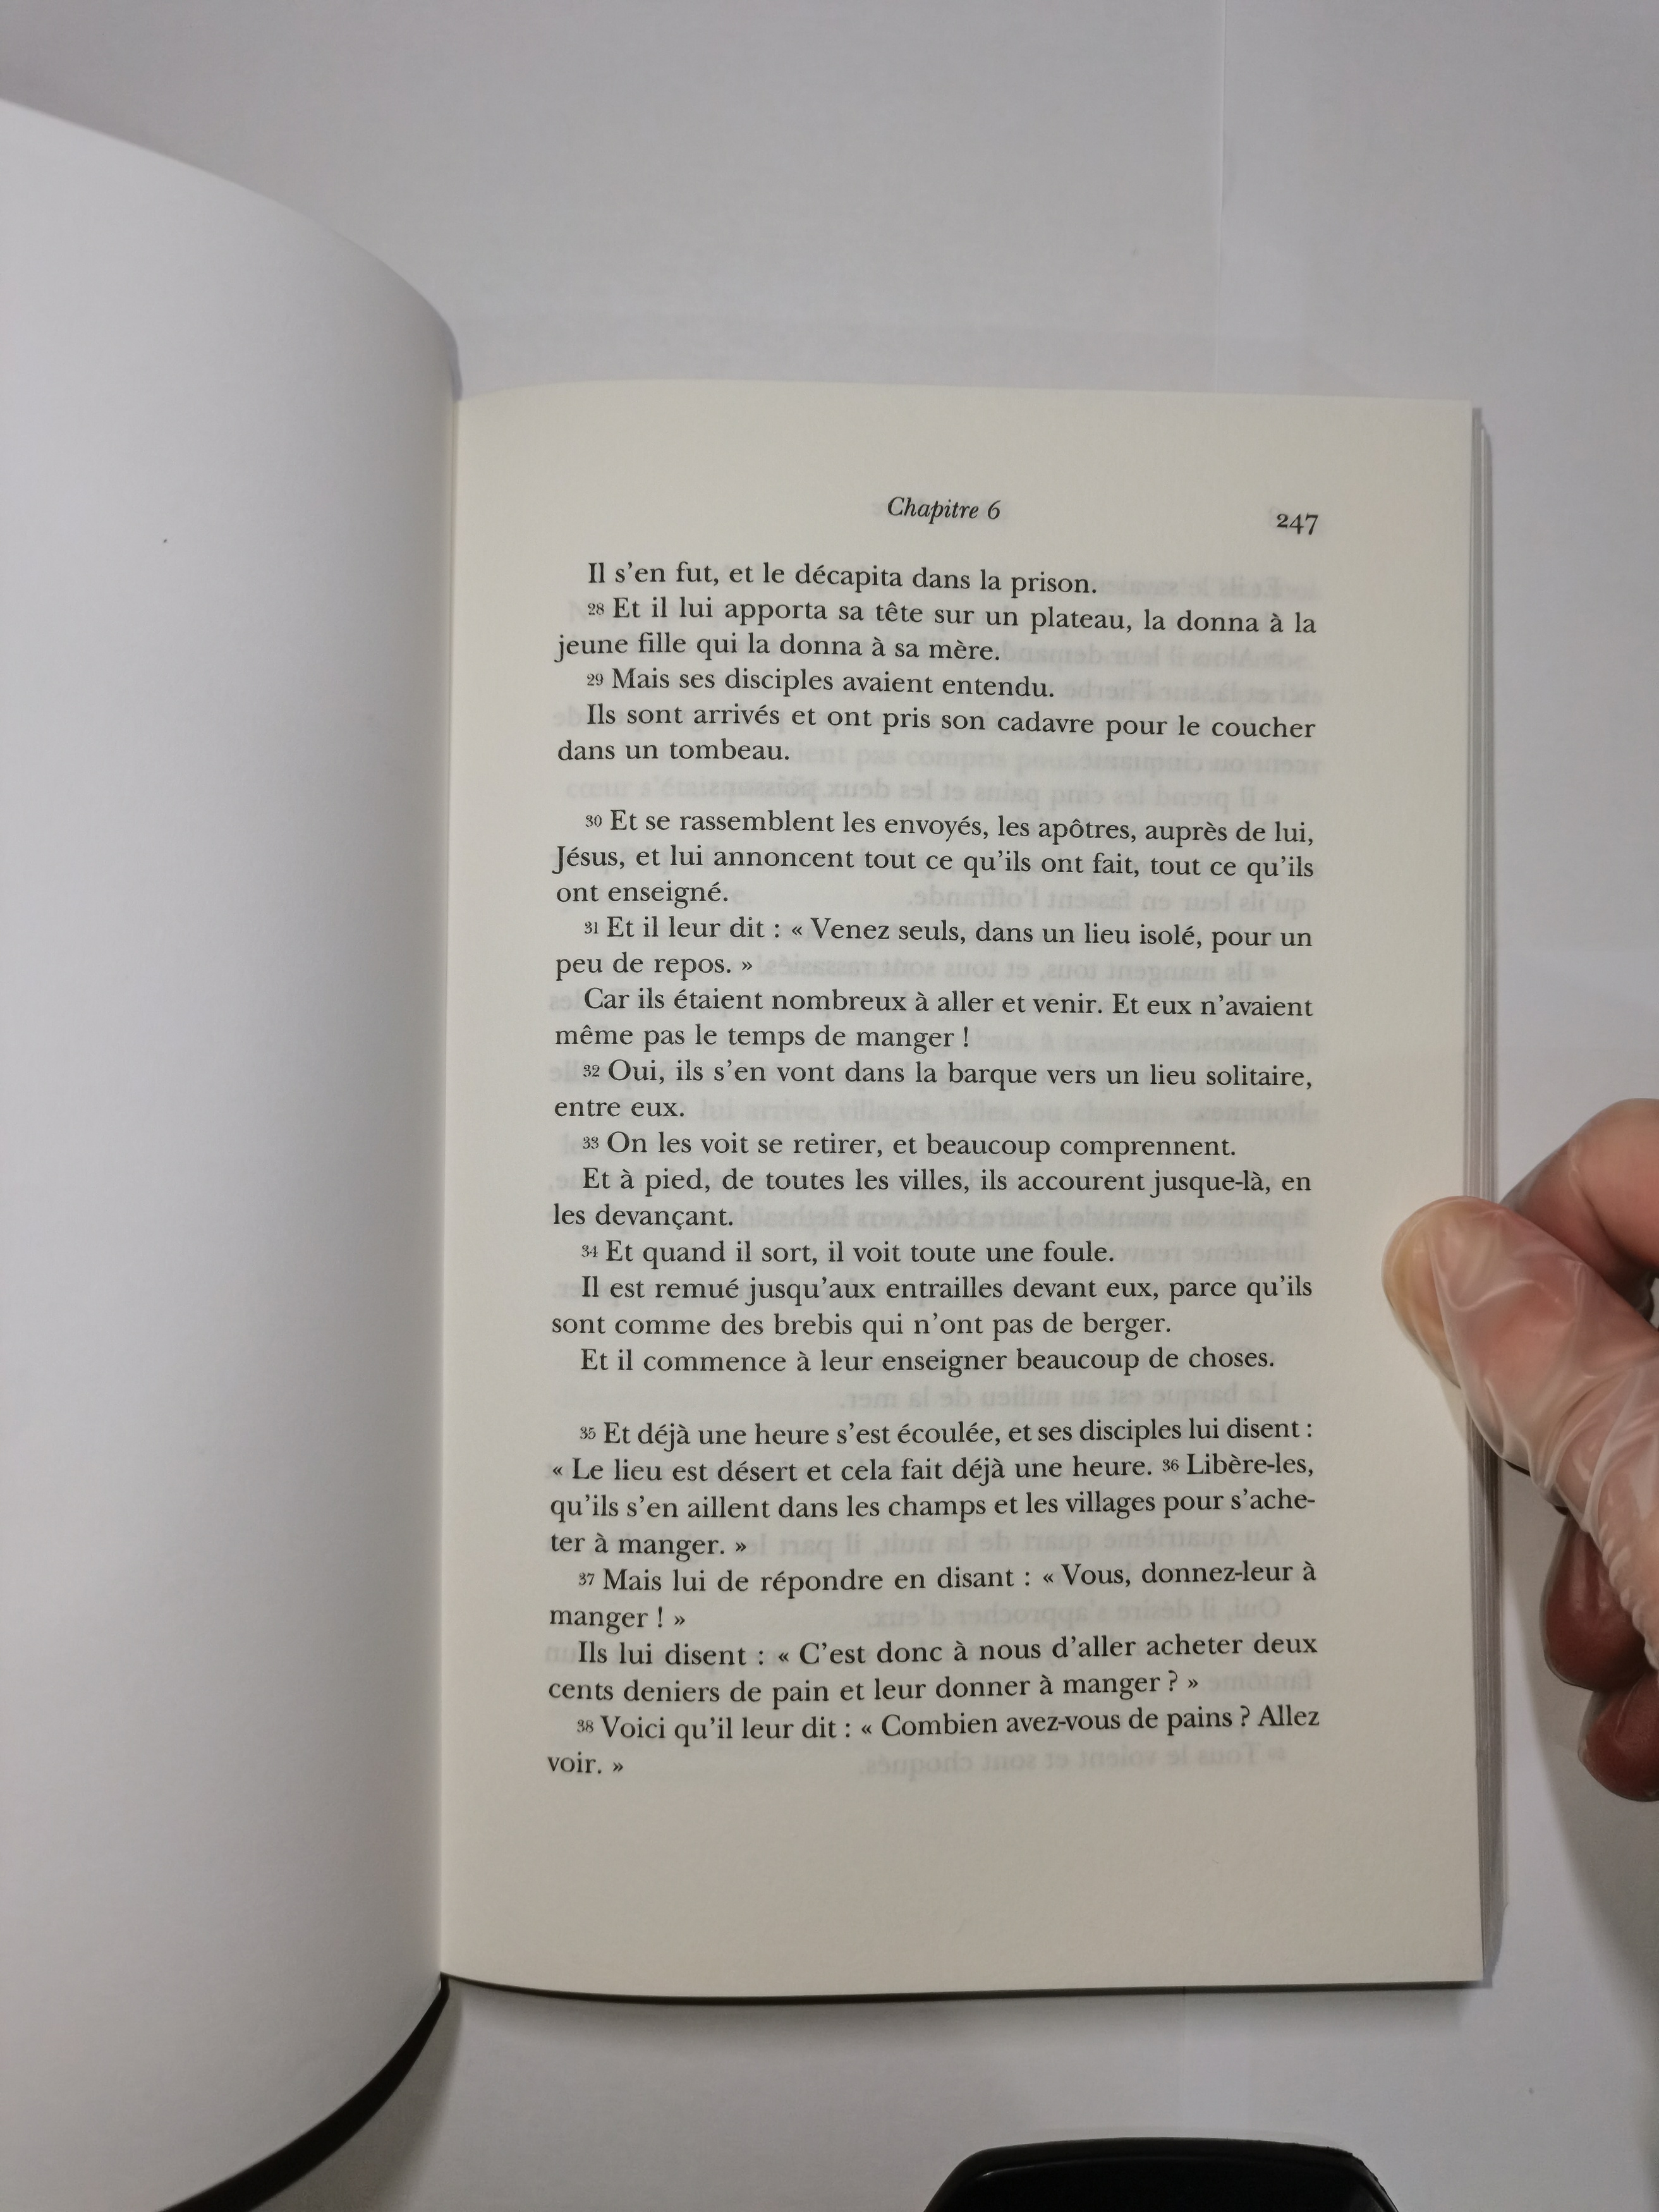 Chapitre 6
247
Il s'en fut, et le décapita dans la prison.
28 Et il lui apporta sa tête sur un plateau, la donna à la
jeune fille qui la donna à sa mère.
29 Mais ses disciples avaient entendu.
Ils sont arrivés et ont pris son cadavre pour le coucher
dans un tombeau.
30 Et se rassemblent les envoyés, les apôtres, auprès de lui,
Jésus, et lui annoncent tout ce qu'ils ont fait, tout ce qu'ils
ont enseigné.
31 Et il leur dit : « Venez seuls, dans un lieu isolé, pour un
peu de repos. »
Car ils étaient nombreux à aller et venir. Et eux n'avaient
même pas le temps de manger !
32 Oui, ils s'en vont dans la barque vers un lieu solitaire,
entre eux.
33 On les voit se retirer, et beaucoup comprennent.
Et à pied, de toutes les villes, ils accourent jusque-là, en
les devançant.
34 Et quand il sort, il voit toute une foule.
Il est remué jusqu'aux entrailles devant eux, parce qu'ils
sont comme des brebis qui n'ont pas de berger.
Et il commence à leur enseigner beaucoup de choses.
35 Et déjà une heure s'est écoulée, et ses disciples lui disent :
« Le lieu est désert et cela fait déjà une heure. 36 Libère-les,
qu'ils s'en aillent dans les champs et les villages pour s'ache-
ter à manger. »
37 Mais lui de répondre en disant : « Vous, donnez-leur à
manger ! »
Ils lui disent : « C'est donc à nous d'aller acheter deux
cents deniers de pain et leur donner à manger ? »
38 Voici qu'il leur dit : « Combien avez-vous de pains ? Allez
voir. »